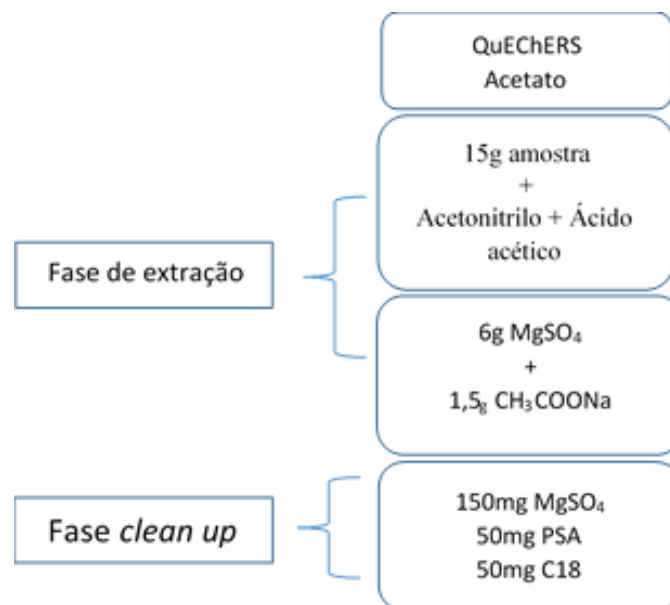 QuEChERS
Acetato
15g amostra
+
Acetonitrilo + Ácido
acético
Fase de extração
6g MgSO₄
+
1,5g CH₃COONa
Fase clean up
150mg MgSO₄
50mg PSA
50mg C18